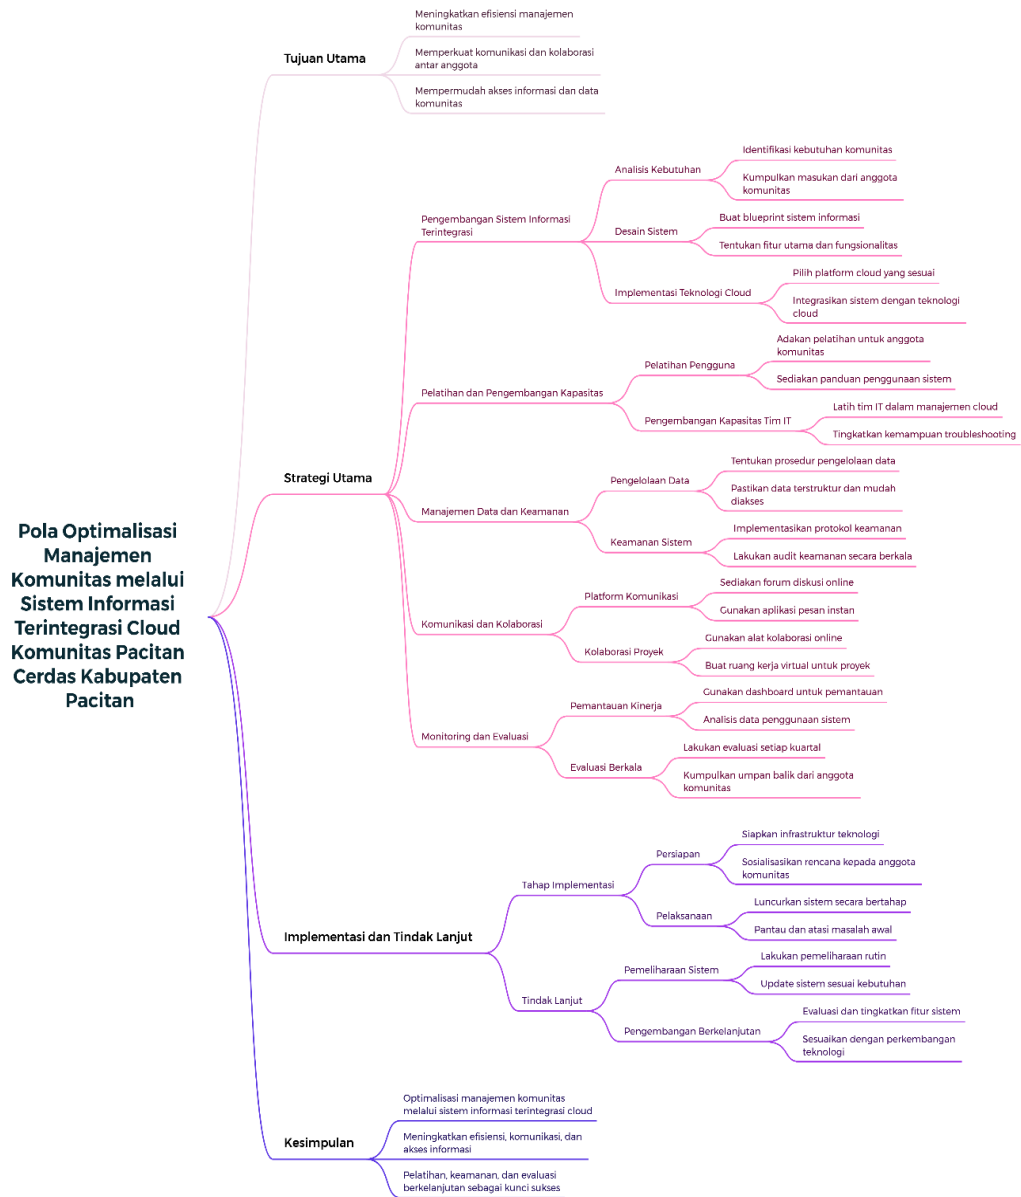 Pola Optimalisasi
Manajemen
Komunitas melalui
Sistem Informasi
Terintegrasi Cloud
Komunitas Pacitan
Cerdas Kabupaten
Pacitan
Tujuan Utama
Meningkatkan efisiensi manajemen
komunitas
Memperkuat komunikasi dan kolaborasi
antar anggota
Mempermudah akses informasi dan data
komunitas
Strategi Utama
Pengembangan Sistem Informasi
Terintegrasi
Analisis Kebutuhan
Identifikasi kebutuhan komunitas
Kumpulkan masukan dari anggota
komunitas
Desain Sistem
Buat blueprint sistem informasi
Tentukan fitur utama dan fungsionalitas
Implementasi Teknologi Cloud
Pilih platform cloud yang sesuai
Integrasikan sistem dengan teknologi
cloud
Pelatihan dan Pengembangan Kapasitas
Pelatihan Pengguna
Adakan pelatihan untuk anggota
komunitas
Sediakan panduan penggunaan sistem
Pengembangan Kapasitas Tim IT
Latih tim IT dalam manajemen cloud
Tingkatkan kemampuan troubleshooting
Manajemen Data dan Keamanan
Pengelolaan Data
Tentukan prosedur pengelolaan data
Pastikan data terstruktur dan mudah
diakses
Keamanan Sistem
Implementasikan protokol keamanan
Lakukan audit keamanan secara berkala
Komunikasi dan Kolaborasi
Platform Komunikasi
Sediakan forum diskusi online
Gunakan aplikasi pesan instan
Kolaborasi Proyek
Gunakan alat kolaborasi online
Buat ruang kerja virtual untuk proyek
Monitoring dan Evaluasi
Pemantauan Kinerja
Gunakan dashboard untuk pemantauan
Analisis data penggunaan sistem
Evaluasi Berkala
Lakukan evaluasi setiap kuartal
Kumpulkan umpan balik dari anggota
komunitas
Implementasi dan Tindak Lanjut
Tahap Implementasi
Persiapan
Siapkan infrastruktur teknologi
Sosialisasikan rencana kepada anggota
komunitas
Pelaksanaan
Luncurkan sistem secara bertahap
Pantau dan atasi masalah awal
Tindak Lanjut
Pemeliharaan Sistem
Lakukan pemeliharaan rutin
Update sistem sesuai kebutuhan
Pengembangan Berkelanjutan
Evaluasi dan tingkatkan fitur sistem
Sesuaikan dengan perkembangan
teknologi
Kesimpulan
Optimalisasi manajemen komunitas
melalui sistem informasi terintegrasi cloud
Meningkatkan efisiensi, komunikasi, dan
akses informasi
Pelatihan, keamanan, dan evaluasi
berkelanjutan sebagai kunci sukses